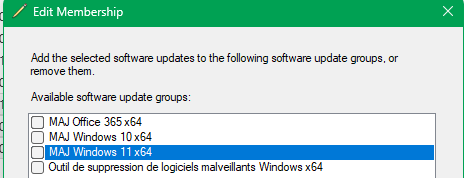 Edit Membership
Add the selected software updates to the following software update groups, or
remove them.
Available software update groups:
MAJ Office 365 x64
MAJ Windows 10 x64
MAJ Windows 11 x64
Outil de suppression de logiciels malveillants Windows x64